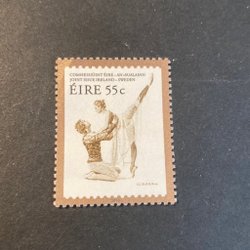 COMHEISIÚINT ÉIRE – AN tSUALAINN
JOINT ISSUE IRELAND – SWEDEN
ÉIRE 55c